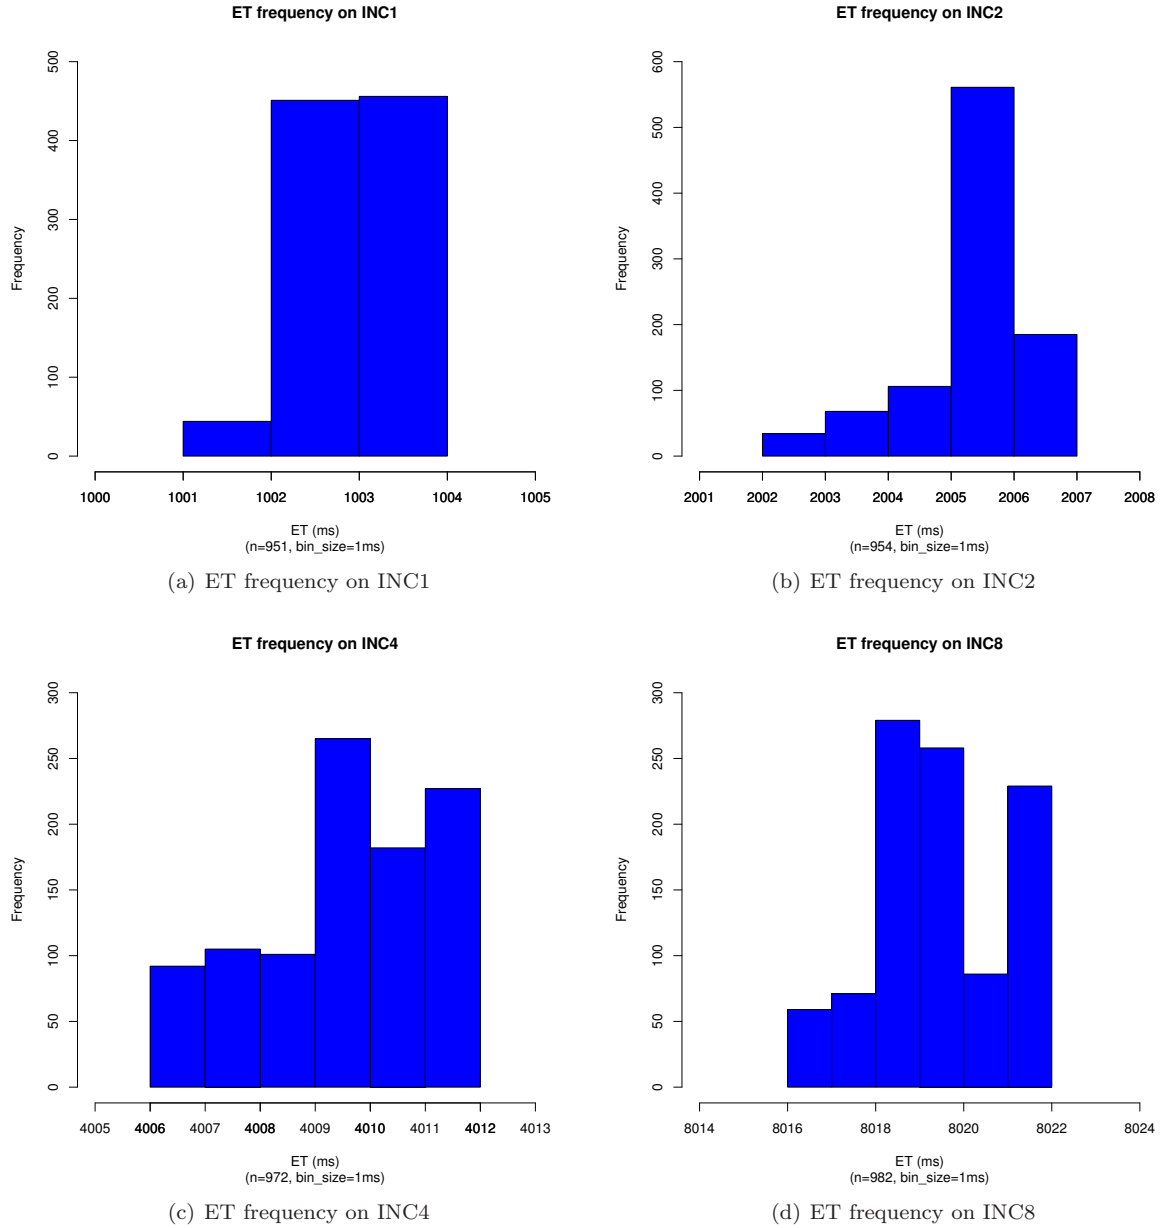 ET frequency on INC1
Frequency
500
400
300
200
100
0
1000 1001 1002 1003 1004 1005
ET (ms)
(n=951, bin_size=1ms)
(a) ET frequency on INC1
ET frequency on INC2
Frequency
600
500
400
300
200
100
0
2001 2002 2003 2004 2005 2006 2007 2008
ET (ms)
(n=954, bin_size=1ms)
(b) ET frequency on INC2
ET frequency on INC4
Frequency
300
250
200
150
100
50
0
4005 4006 4007 4008 4009 4010 4011 4012 4013
ET (ms)
(n=972, bin_size=1ms)
(c) ET frequency on INC4
ET frequency on INC8
Frequency
300
250
200
150
100
50
0
8014 8016 8018 8020 8022 8024
ET (ms)
(n=982, bin_size=1ms)
(d) ET frequency on INC8